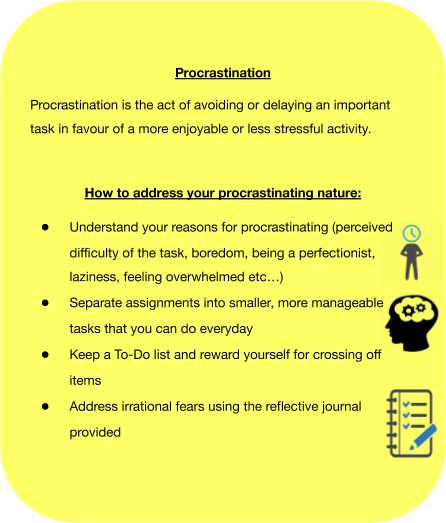 Procrastination
Procrastination is the act of avoiding or delaying an important
task in favour of a more enjoyable or less stressful activity.
How to address your procrastinating nature:
● Understand your reasons for procrastinating (perceived
difficulty of the task, boredom, being a perfectionist,
laziness, feeling overwhelmed etc…)
● Separate assignments into smaller, more manageable
tasks that you can do everyday
● Keep a To-Do list and reward yourself for crossing off
items
● Address irrational fears using the reflective journal
provided